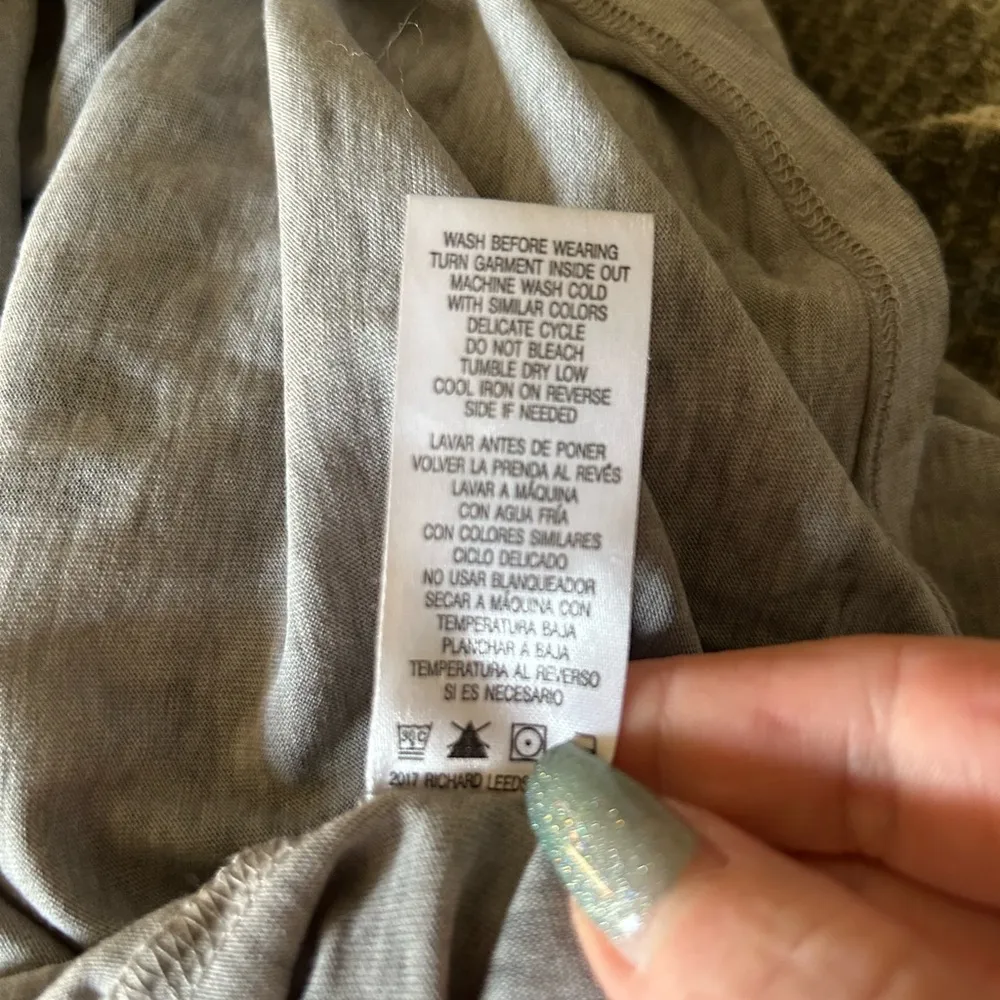 WASH BEFORE WEARING
TURN GARMENT INSIDE OUT
MACHINE WASH COLD
WITH SIMILAR COLORS
DELICATE CYCLE
DO NOT BLEACH
TUMBLE DRY LOW
COOL IRON ON REVERSE
SIDE IF NEEDED
LAVAR ANTES DE PONER
VOLVER LA PRENDA AL REVÉS
LAVAR A MÁQUINA
CON AGUA FRÍA
CON COLORES SIMILARES
CICLO DELICADO
NO USAR BLANQUEADOR
SECAR A MÁQUINA CON
TEMPERATURA BAJA
PLANCHAR A BAJA
TEMPERATURA AL REVERSO
SI ES NECESARIO
30°C
2017 RICHARD LEEDS